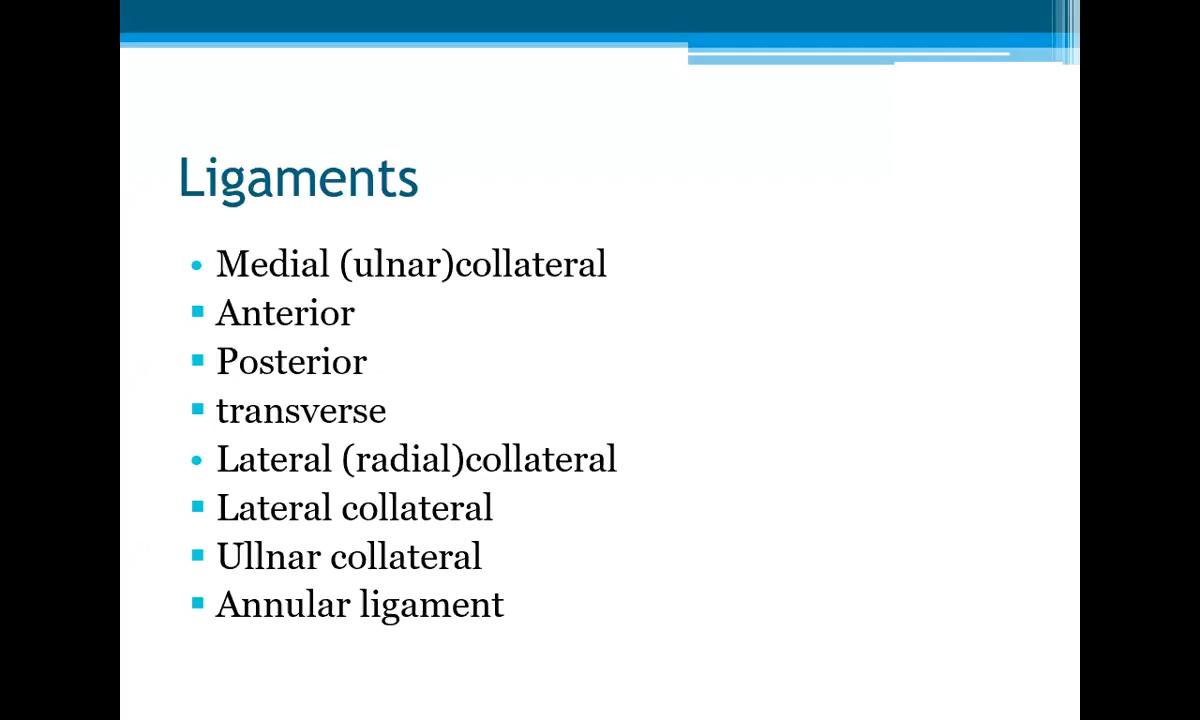 Ligaments
• Medial (ulnar)collateral
▪ Anterior
▪ Posterior
▪ transverse
• Lateral (radial)collateral
▪ Lateral collateral
▪ Ullnar collateral
▪ Annular ligament